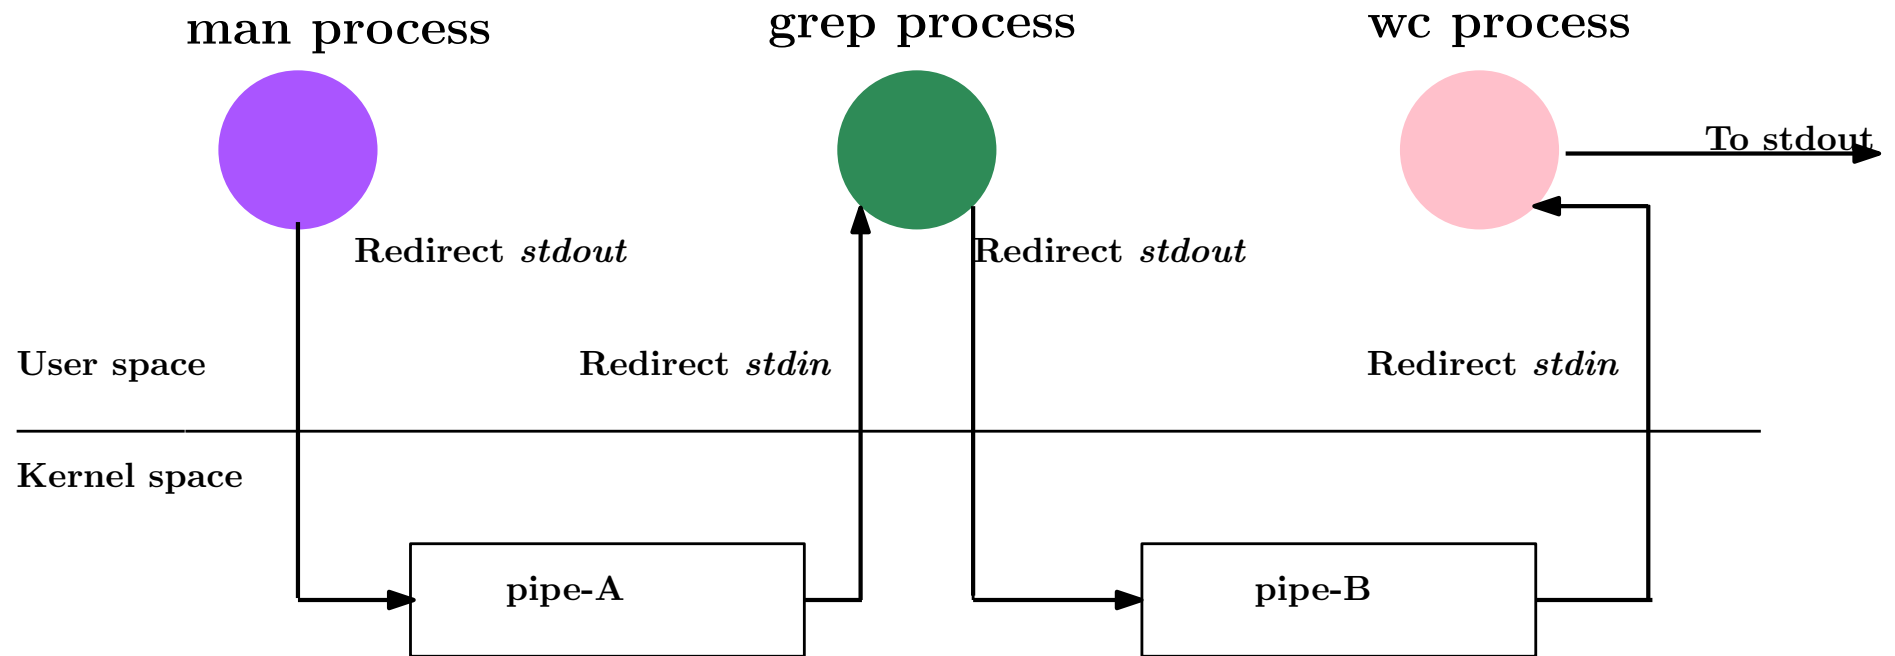 man process
grep process
wc process
To stdout
Redirect stdout
Redirect stdout
User space
Redirect stdin
Redirect stdin
Kernel space
pipe-A
pipe-B